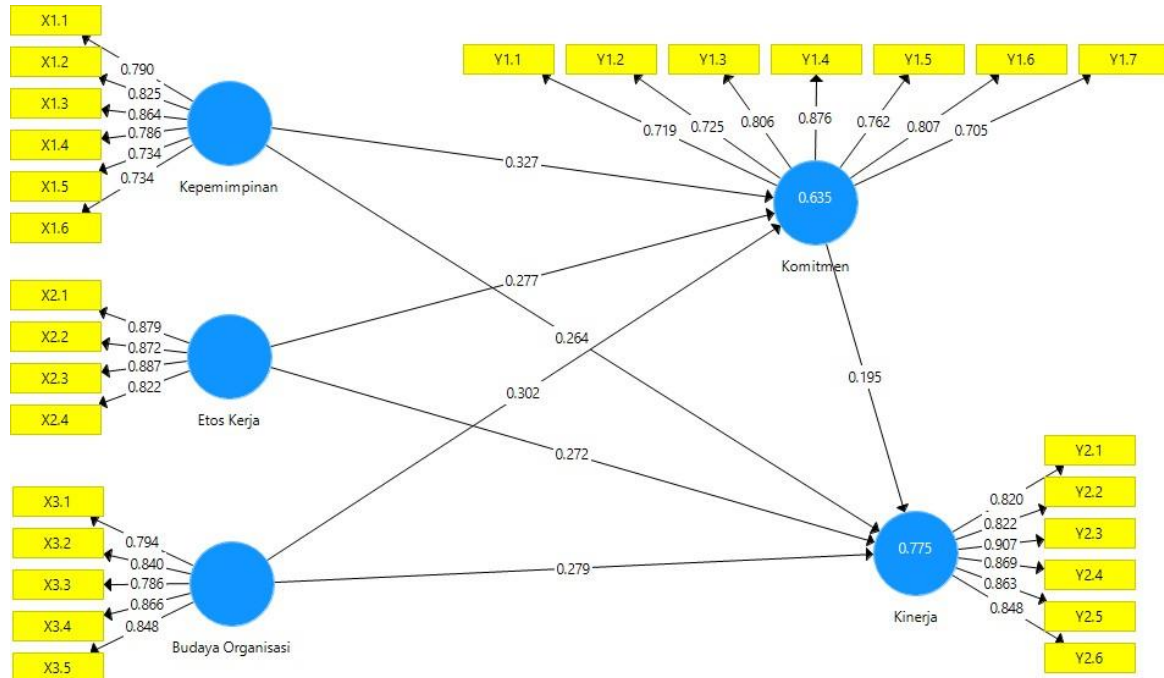 X1.1
X1.2
X1.3
X1.4
X1.5
X1.6
0.790
0.825
0.864
0.786
0.734
0.734
Kepemimpinan
Y1.1
Y1.2
Y1.3
Y1.4
Y1.5
Y1.6
Y1.7
0.719
0.725
0.806
0.876
0.762
0.807
0.705
0.635
Komitmen
0.327
0.277
0.264
0.302
0.195
0.272
0.279
X2.1
X2.2
X2.3
X2.4
0.879
0.872
0.887
0.822
Etos Kerja
X3.1
X3.2
X3.3
X3.4
X3.5
0.794
0.840
0.786
0.866
0.848
Budaya Organisasi
0.775
Kinerja
0.820
0.822
0.907
0.869
0.863
0.848
Y2.1
Y2.2
Y2.3
Y2.4
Y2.5
Y2.6